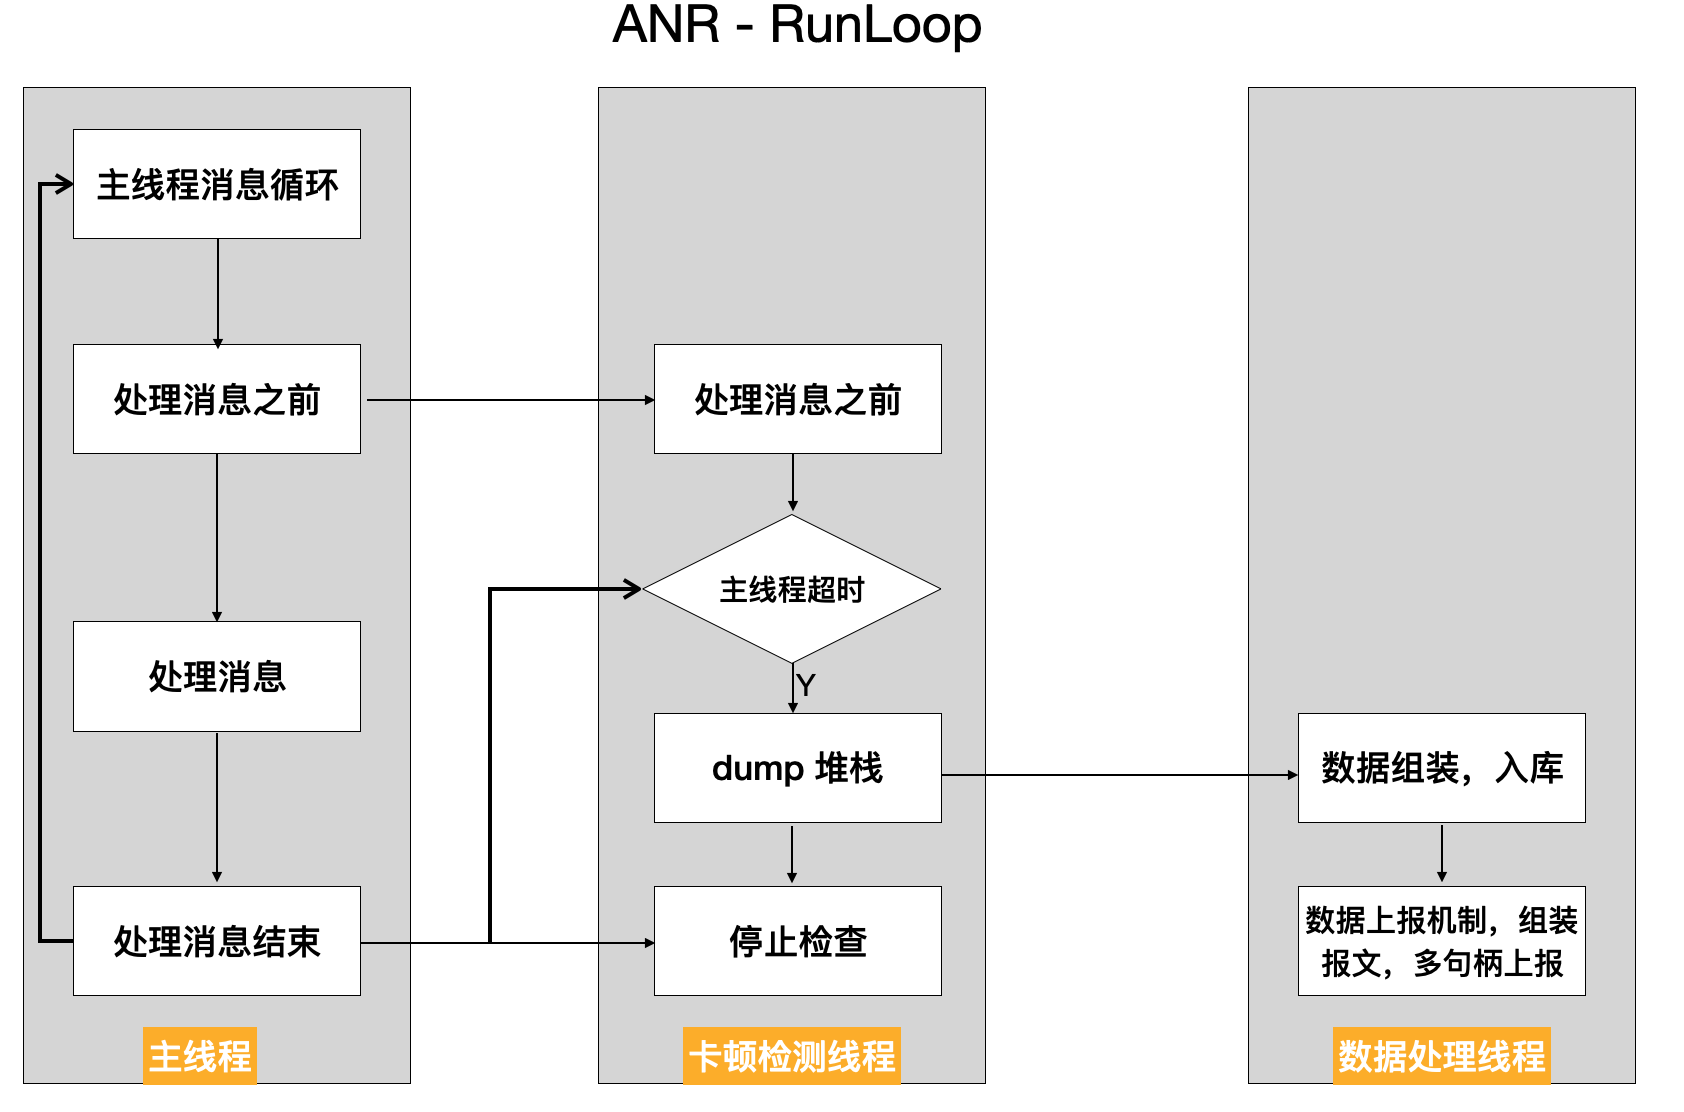 ANR - RunLoop
主线程消息循环
处理消息之前
处理消息
处理消息结束
主线程
处理消息之前
主线程超时
Y
dump 堆栈
停止检查
卡顿检测线程
数据组装，入库
数据上报机制，组装
报文，多句柄上报
数据处理线程